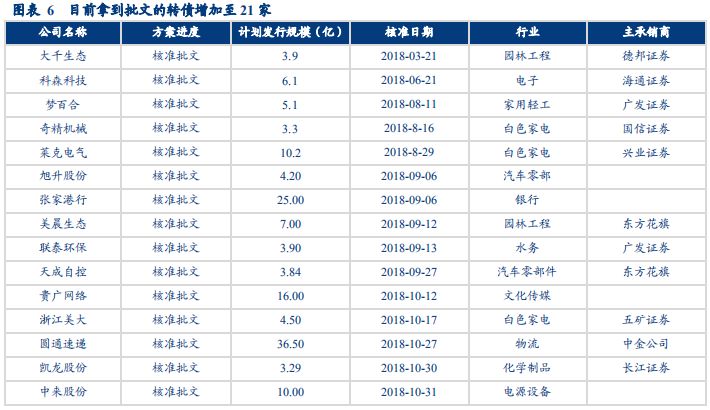 图表 6 目前拿到批文的转债增加至 21 家
公司名称 方案进度 计划发行规模（亿） 核准日期 行业 主承销商
大千生态 核准批文 3.9 2018-03-21 园林工程 德邦证券
科森科技 核准批文 6.1 2018-06-21 电子 海通证券
梦百合 核准批文 5.1 2018-08-11 家用轻工 广发证券
奇精机械 核准批文 3.3 2018-8-16 白色家电 国信证券
莱克电气 核准批文 10.2 2018-8-29 白色家电 兴业证券
旭升股份 核准批文 4.20 2018-09-06 汽车零部
张家港行 核准批文 25.00 2018-09-06 银行
美晨生态 核准批文 7.00 2018-09-12 园林工程 东方花旗
联泰环保 核准批文 3.90 2018-09-13 水务 广发证券
天成自控 核准批文 3.84 2018-09-27 汽车零部件 东方花旗
贵广网络 核准批文 16.00 2018-10-12 文化传媒
浙江美大 核准批文 4.50 2018-10-17 白色家电 五矿证券
圆通速递 核准批文 36.50 2018-10-27 物流 中金公司
凯龙股份 核准批文 3.29 2018-10-30 化学制品 长江证券
中来股份 核准批文 10.00 2018-10-31 电源设备